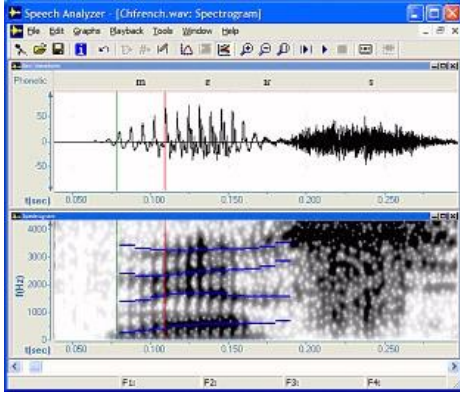 Speech Analyzer - [Chfrench.wav: Spectrogram]
File Edit Graphs Playback Tools Window Help
Phonetic m ɛ s
50
0
-50
t(sec) 0.050 0.100 0.150 0.200 0.250
Spectrogram
4000
3000
2000
1000
f(Hz)
t(sec) 0.050 0.100 0.150 0.200 0.250
F1: F2: F3: F4: